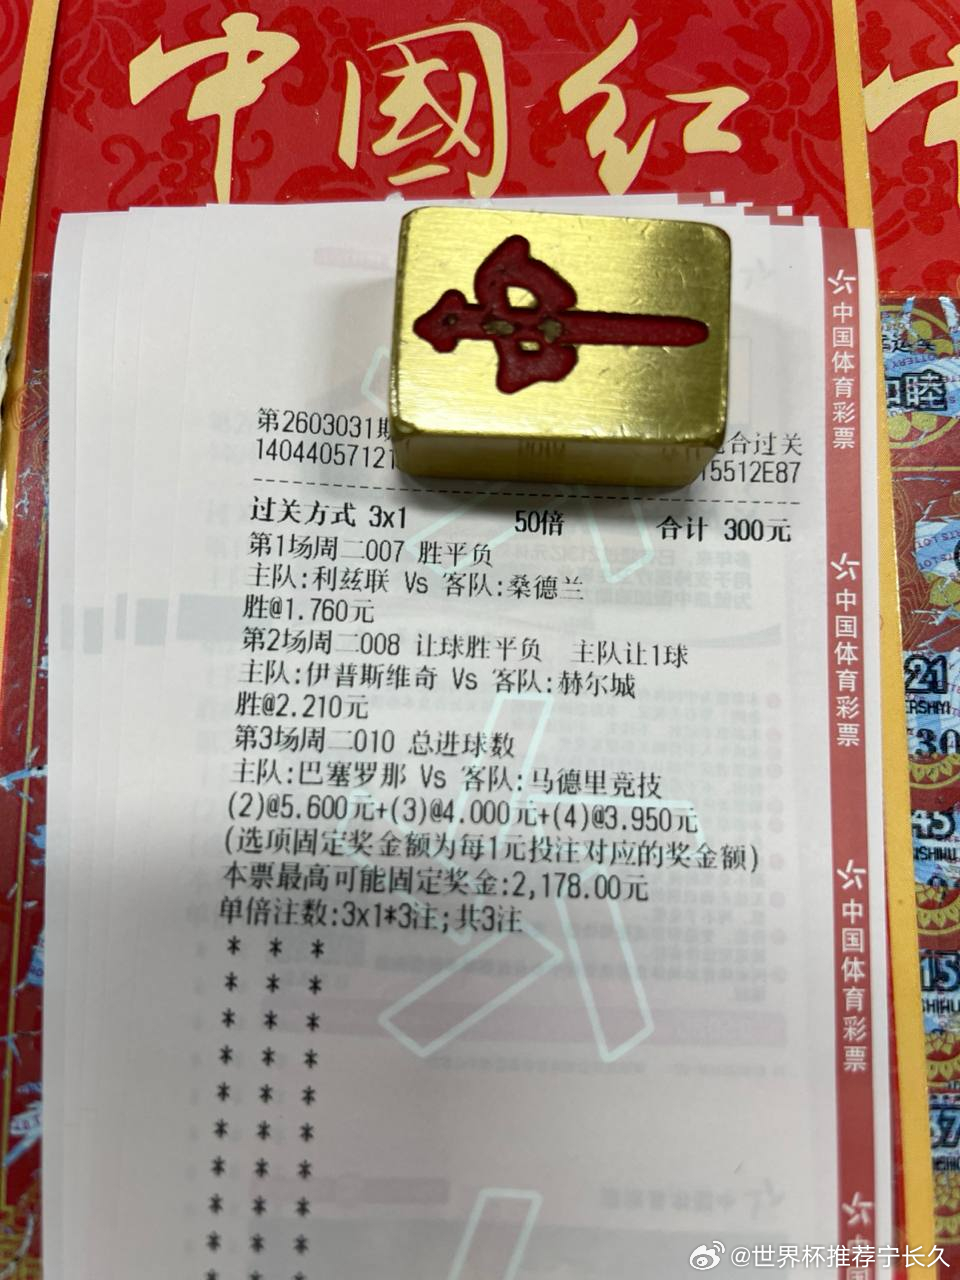 中國红
第2603031期
合过关
14044057121
15512E87
过关方式 3x1 50倍 合计 300元
第1场周二007 胜平负
主队:利兹联 Vs 客队:桑德兰
胜@1.760元
第2场周二008 让球胜平负 主队让1球
主队:伊普斯维奇 Vs 客队:赫尔城
胜@2.210元
第3场周二010 总进球数
主队:巴塞罗那 Vs 客队:马德里竞技
(2)@5.600元+(3)@4.000元+(4)@3.950元
(选项固定奖金额为每1元投注对应的奖金额)
本票最高可能固定奖金:2,178.00元
单倍注数:3x1*3注;共3注
* * *
* * *
* * *
* * *
* * *
* * *
* * *
* * *
* * *
中国体育彩票
中国体育彩票
中国体育彩票
中国
睦
21
30
45
15
37
@世界杯推荐宁长久